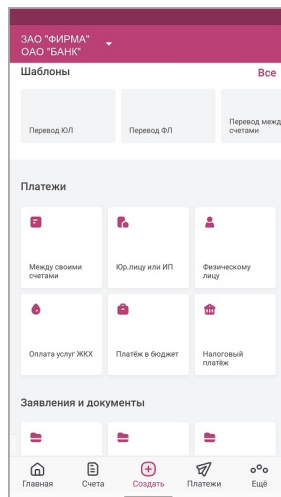 ЗАО "ФИРМА"
ОАО "БАНК"
Шаблоны
Все
Перевод ЮЛ
Перевод ФЛ
Перевод межд
счетами
Платежи
Между своими
счетами
Юр.лицу или ИП
Физическому
лицу
Оплата услуг ЖКХ
Платёж в бюджет
Налоговый
платёж
Заявления и документы
Главная
Счета
Создать
Платежи
Ещё